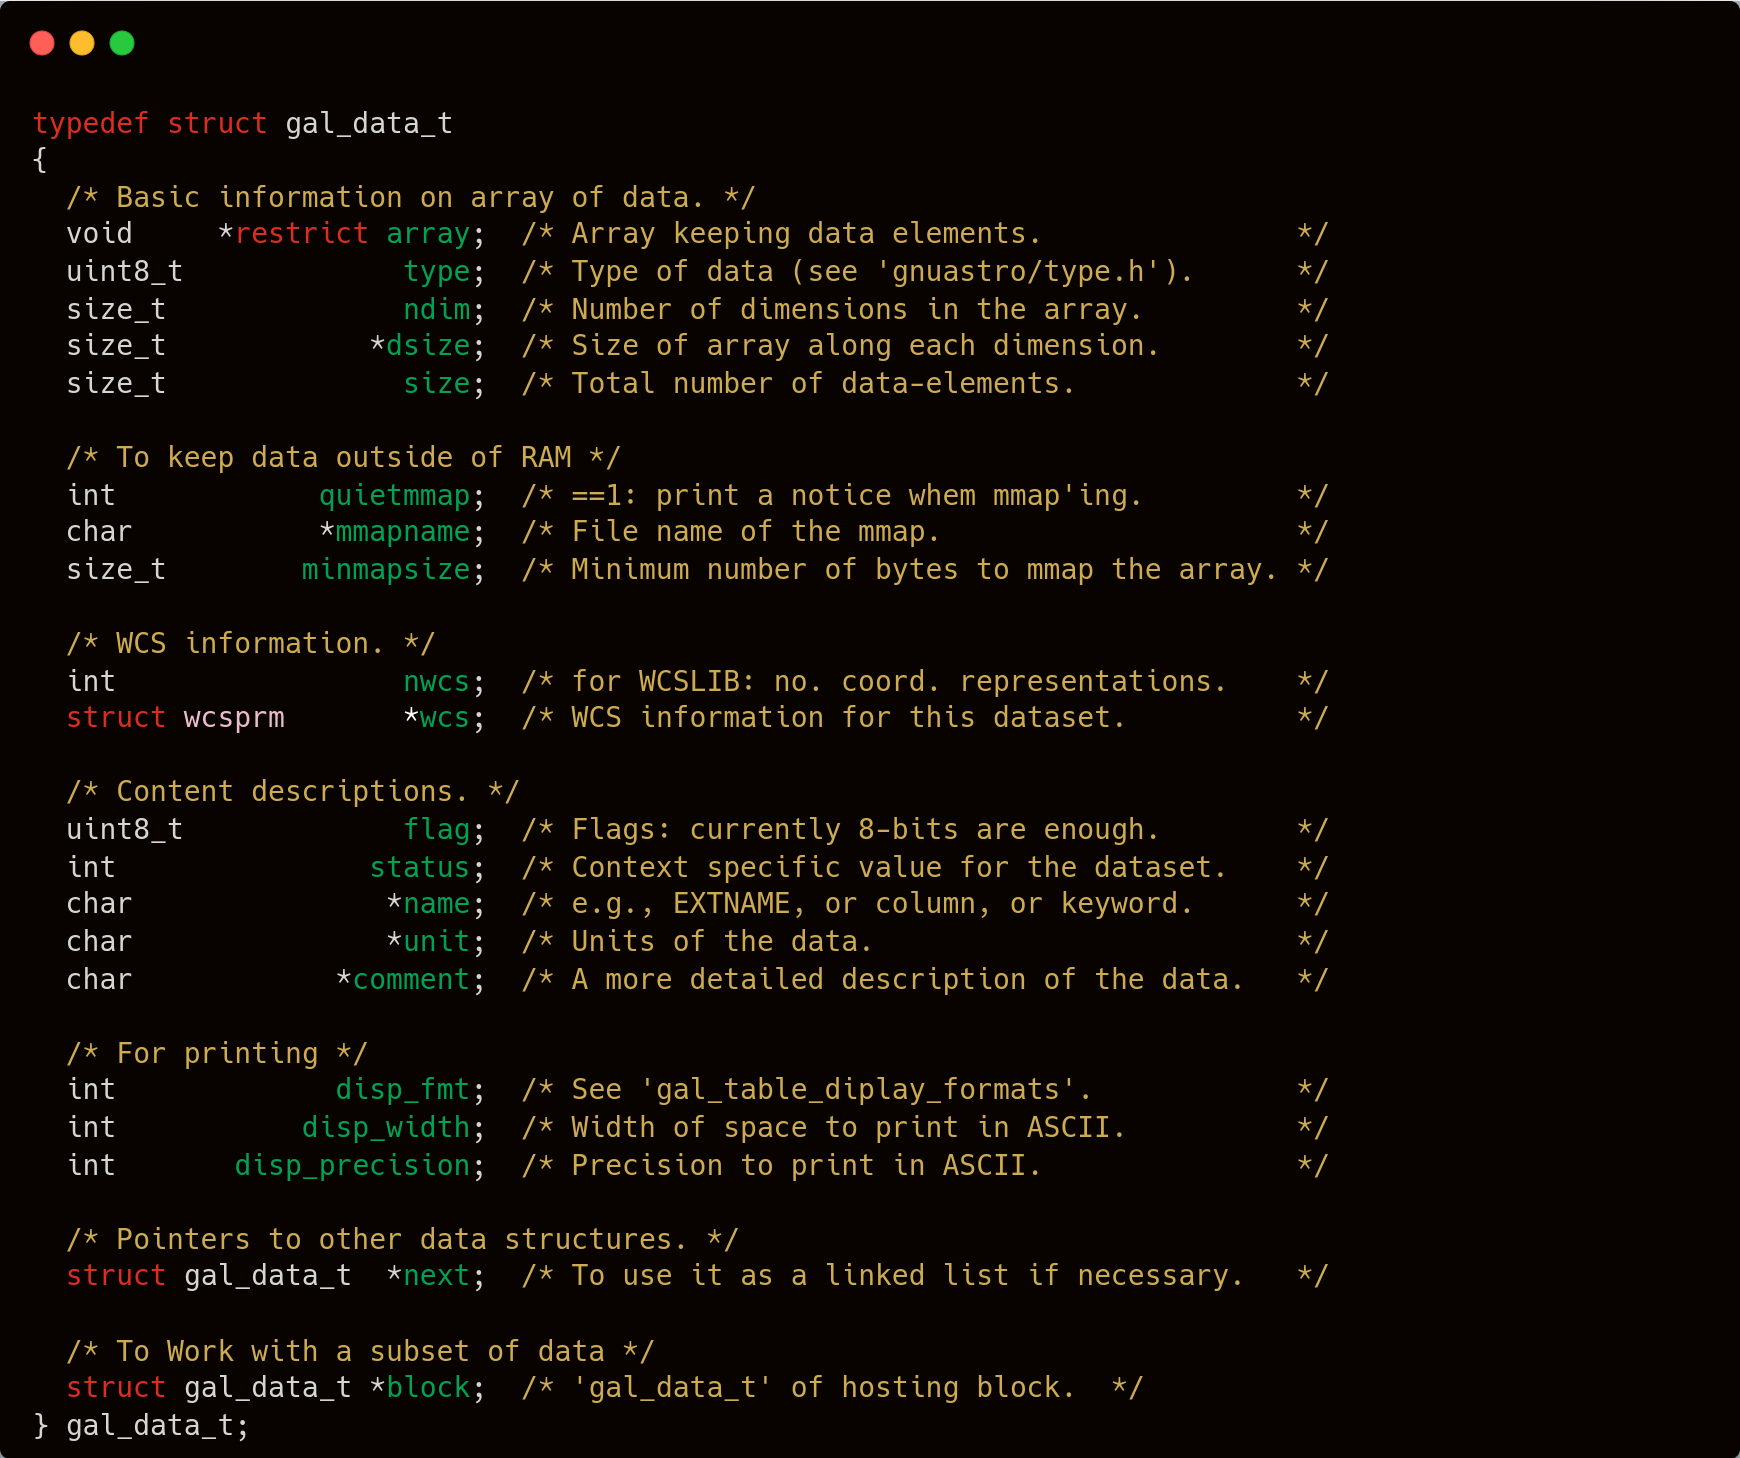 typedef struct gal_data_t
{
  /* Basic information on array of data. */
  void     *restrict array;  /* Array keeping data elements.               */
  uint8_t             type;  /* Type of data (see 'gnuastro/type.h').      */
  size_t              ndim;  /* Number of dimensions in the array.         */
  size_t            *dsize;  /* Size of array along each dimension.        */
  size_t              size;  /* Total number of data-elements.             */

  /* To keep data outside of RAM */
  int            quietmmap;  /* ==1: print a notice whem mmap'ing.         */
  char           *mmapname;  /* File name of the mmap.                     */
  size_t        minmapsize;  /* Minimum number of bytes to mmap the array. */

  /* WCS information. */
  int                 nwcs;  /* for WCSLIB: no. coord. representations.    */
  struct wcsprm       *wcs;  /* WCS information for this dataset.          */

  /* Content descriptions. */
  uint8_t             flag;  /* Flags: currently 8-bits are enough.        */
  int               status;  /* Context specific value for the dataset.    */
  char               *name;  /* e.g., EXTNAME, or column, or keyword.      */
  char               *unit;  /* Units of the data.                         */
  char            *comment;  /* A more detailed description of the data.   */

  /* For printing */
  int             disp_fmt;  /* See 'gal_table_diplay_formats'.            */
  int           disp_width;  /* Width of space to print in ASCII.          */
  int       disp_precision;  /* Precision to print in ASCII.               */

  /* Pointers to other data structures. */
  struct gal_data_t  *next;  /* To use it as a linked list if necessary.   */

  /* To Work with a subset of data */
  struct gal_data_t *block;  /* 'gal_data_t' of hosting block.  */
} gal_data_t;